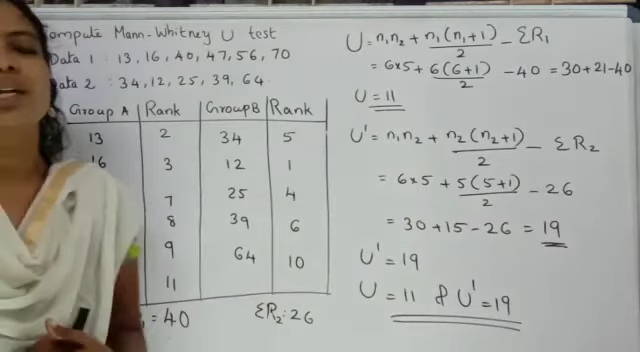 ompute Mann-Whitney U test
Data 1 : 13, 16, 40, 47, 56, 70
ata 2 : 34, 12, 25, 39, 64
Group A | Rank | Group B | Rank
13 2 34 5
16 3 12 1
7 25 4
8 39 6
9 64 10
11
= 40 ΣR₂ : 26
U = n₁n₂ + n₁(n₁+1)/2 - ΣR₁
= 6×5 + 6(6+1)/2 - 40 = 30+21-40
U = 11
U' = n₁n₂ + n₂(n₂+1)/2 - ΣR₂
= 6×5 + 5(5+1)/2 - 26
= 30+15-26 = 19
U' = 19
U = 11 & U' = 19